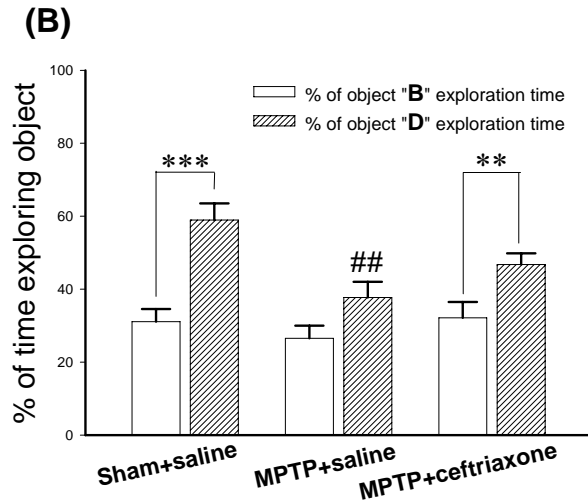 (B)
% of time exploring object
100
80
60
40
20
0
% of object "B" exploration time
% of object "D" exploration time
***
##
**
Sham+saline
MPTP+saline
MPTP+ceftriaxone